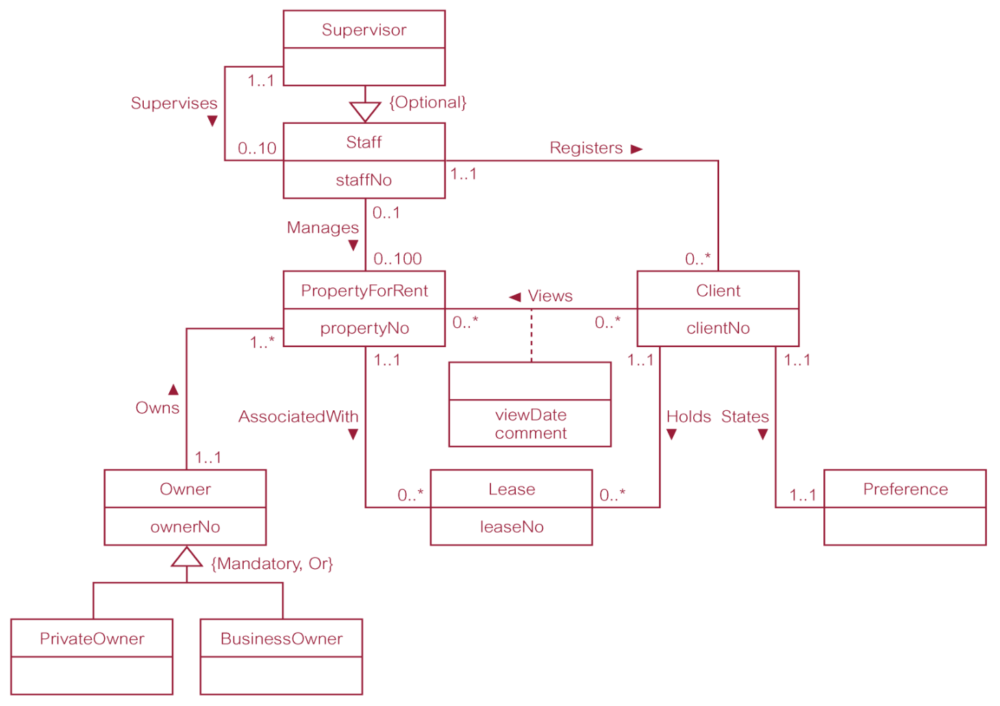 Supervisor
1..1
Supervises
{Optional}
0..10
Staff
Registers
staffNo
1..1
0..1
Manages
0..100
0..*
PropertyForRent
Views
Client
propertyNo
0..*
0..*
clientNo
1..*
1..1
1..1
1..1
Owns
AssociatedWith
viewDate
comment
Holds
States
1..1
Owner
0..*
Lease
0..*
1..1
Preference
ownerNo
leaseNo
{Mandatory, Or}
PrivateOwner
BusinessOwner